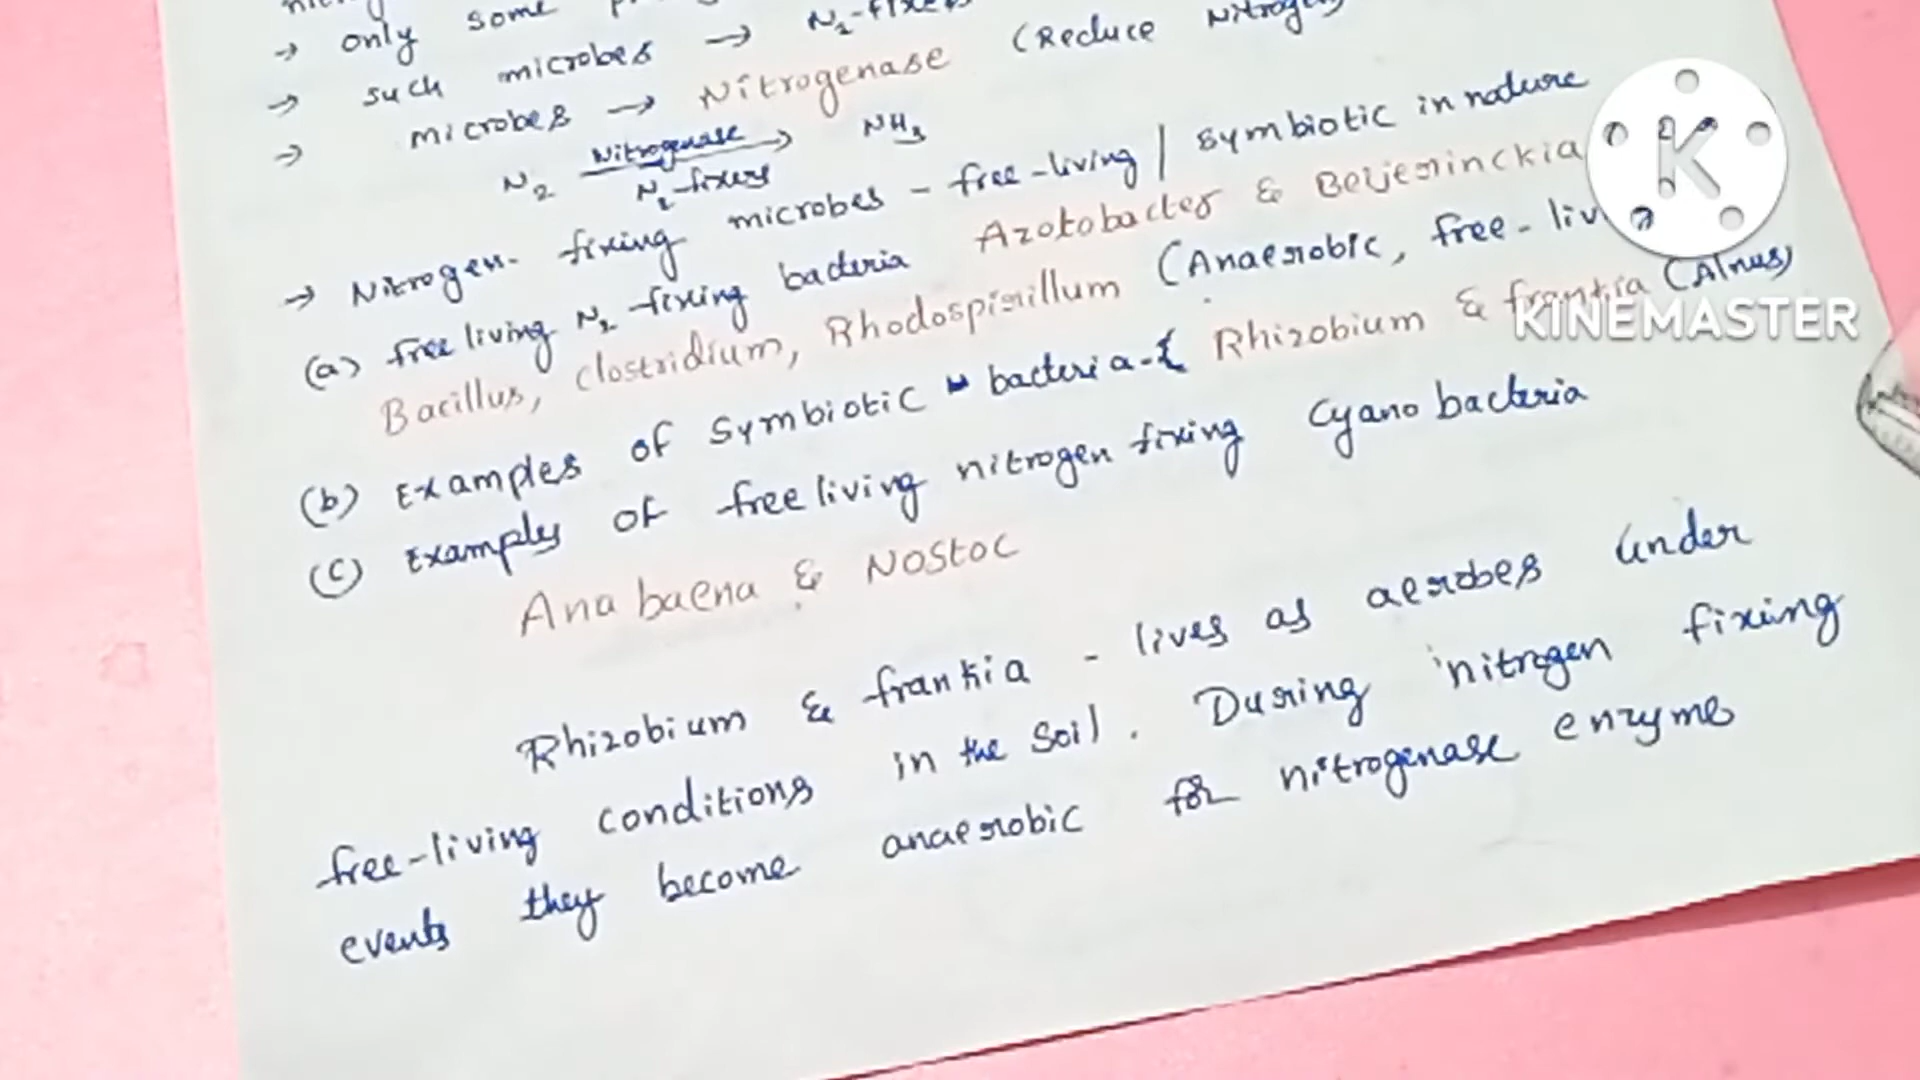 → only some
→ such microbes → N2-fixers
→ microbes → Nitrogenase (Reduce Nitrogen
N2 Nitrogenase → NH3
N2-fixers
→ Nitrogen-fixing microbes - free-living / symbiotic in nature
(a) free living N2-fixing bacteria Azotobacter & Beijerinckia
Bacillus, Clostridium, Rhodospirillum (Anaerobic, free-liv
(b) Examples of symbiotic bacteria-{ Rhizobium & frankia (Alnus)
(c) Examples of free living nitrogen fixing Cyano bacteria
Anabaena & NOStoc
Rhizobium & frankia - lives as aerobes under
free-living conditions in the soil. During nitrogen fixing
events they become anaerobic for nitrogenase enzyme
KINEMASTER